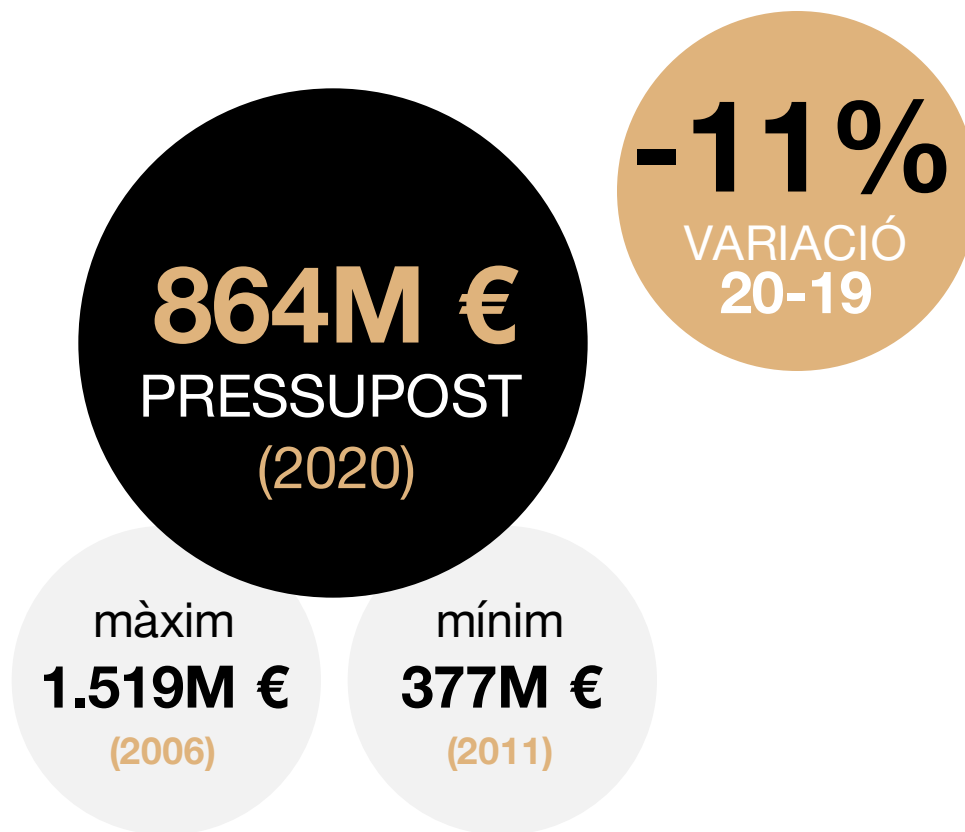 -11%
VARIACIÓ
20-19
864M €
PRESSUPOST
(2020)
màxim
1.519M €
(2006)
mínim
377M €
(2011)